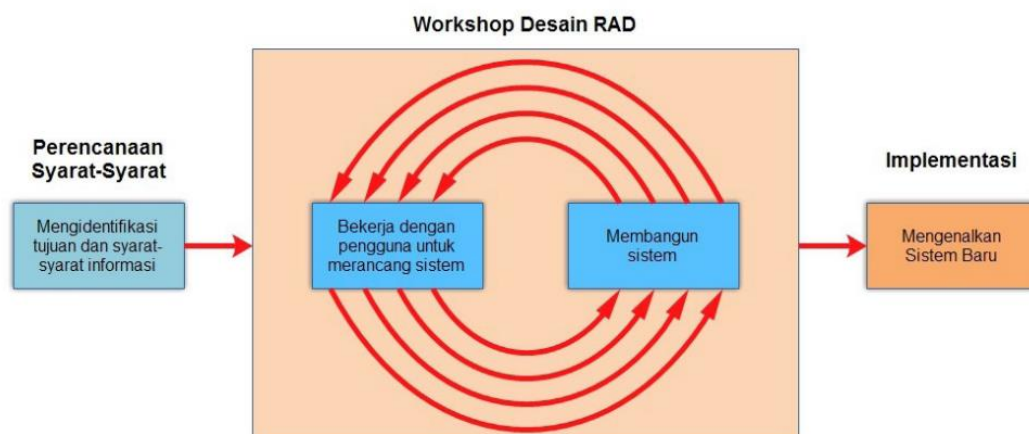 Workshop Desain RAD
Perencanaan
Syarat-Syarat
Mengidentifikasi
tujuan dan syarat-
syarat informasi
Bekerja dengan
pengguna untuk
merancang sistem
Membangun
sistem
Implementasi
Mengenalkan
Sistem Baru